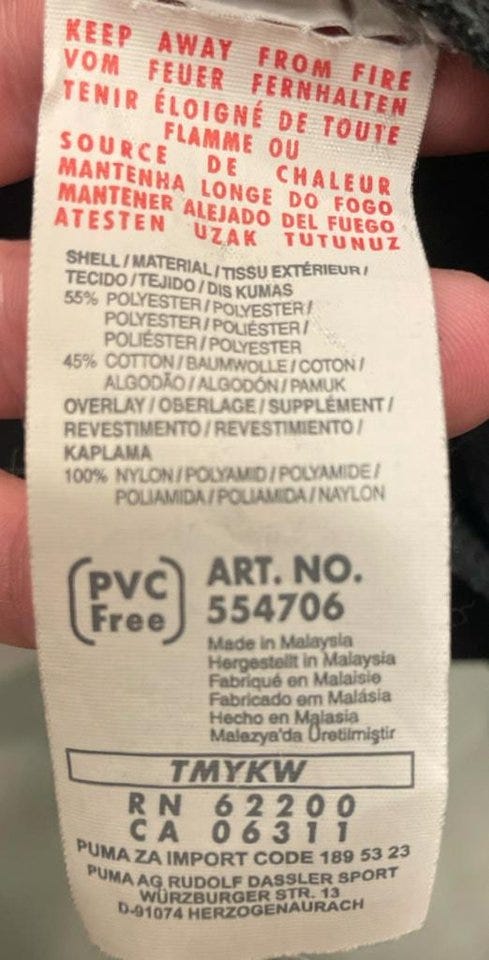 KEEP AWAY FROM FIRE
VOM FEUER FERNHALTEN
TENIR ÉLOIGNÉ DE TOUTE
FLAMME OU
SOURCE DE CHALEUR
MANTENHA LONGE DO FOGO
MANTENER ALEJADO DEL FUEGO
ATESTEN UZAK TUTUNUZ
SHELL / MATERIAL / TISSU EXTÉRIEUR /
TECIDO / TEJIDO / DIS KUMAS
55% POLYESTER / POLYESTER /
POLYESTER / POLIÉSTER /
POLIÉSTER / POLYESTER
45% COTTON / BAUMWOLLE / COTON /
ALGODÃO / ALGODÓN / PAMUK
OVERLAY / OBERLAGE / SUPPLÉMENT /
REVESTIMENTO / REVESTIMIENTO /
KAPLAMA
100% NYLON / POLYAMID / POLYAMIDE /
POLIAMIDA / POLIAMIDA / NAYLON
PVC
Free
ART. NO.
554706
Made in Malaysia
Hergestellt in Malaysia
Fabriqué en Malaisie
Fabricado em Malásia
Hecho en Malasia
Malezya'da Üretilmiştir
TMYKW
RN 62200
CA 06311
PUMA ZA IMPORT CODE 189 53 23
PUMA AG RUDOLF DASSLER SPORT
WÜRZBURGER STR. 13
D-91074 HERZOGENAURACH